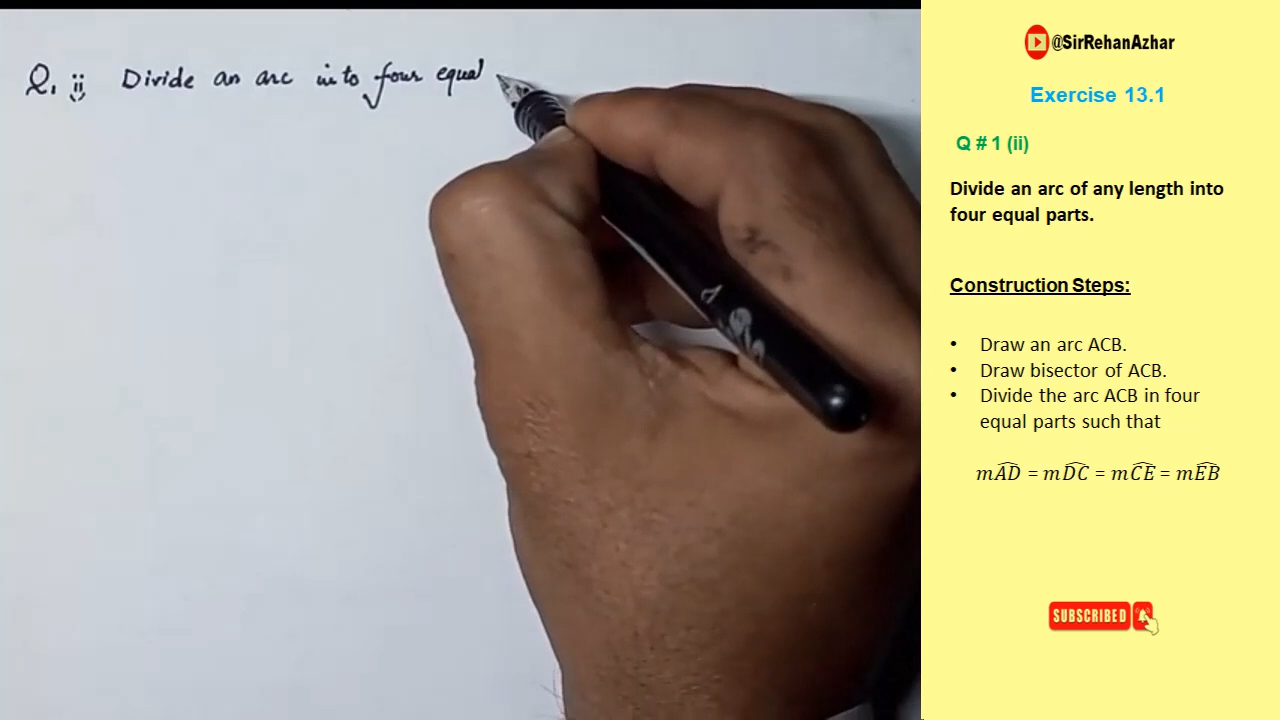 Q. ii Divide an arc into four equal
@SirRehanAzhar
Exercise 13.1
Q # 1 (ii)
Divide an arc of any length into
four equal parts.
Construction Steps:
• Draw an arc ACB.
• Draw bisector of ACB.
• Divide the arc ACB in four
equal parts such that
mAD͡ = mDC͡ = mCE͡ = mEB͡
SUBSCRIBED